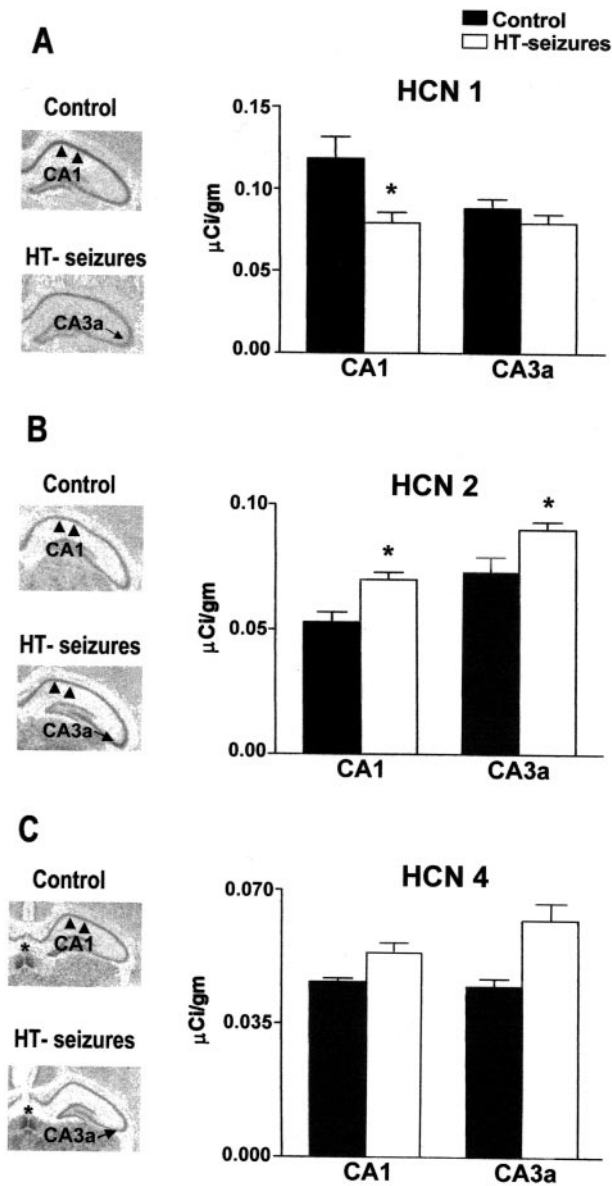 Control
HT-seizures
A
HCN 1
Control
CA1
HT- seizures
CA3a
μCi/gm
0.15
0.10
0.05
0.00
*
CA1
CA3a
B
HCN 2
Control
CA1
HT- seizures
CA3a
μCi/gm
0.10
0.05
0.00
*
*
CA1
CA3a
C
HCN 4
Control
*
CA1
HT- seizures
*
CA3a
μCi/gm
0.070
0.035
0.000
CA1
CA3a